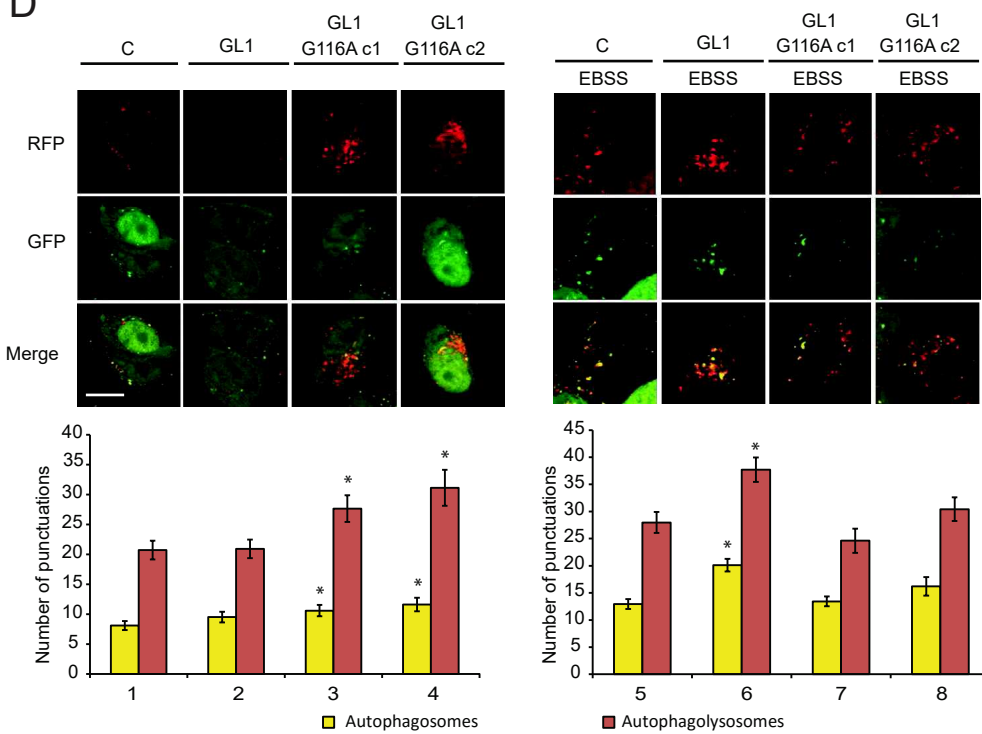 D
C
GL1
GL1
G116A c1
GL1
G116A c2
C
EBSS
GL1
EBSS
GL1
G116A c1
EBSS
GL1
G116A c2
EBSS
RFP
GFP
Merge
Number of punctuations
40
35
30
25
20
15
10
5
0
*
*
*
*
1
2
3
4
Number of punctuations
45
40
35
30
25
20
15
10
5
0
*
*
5
6
7
8
Autophagosomes
Autophagolysosomes